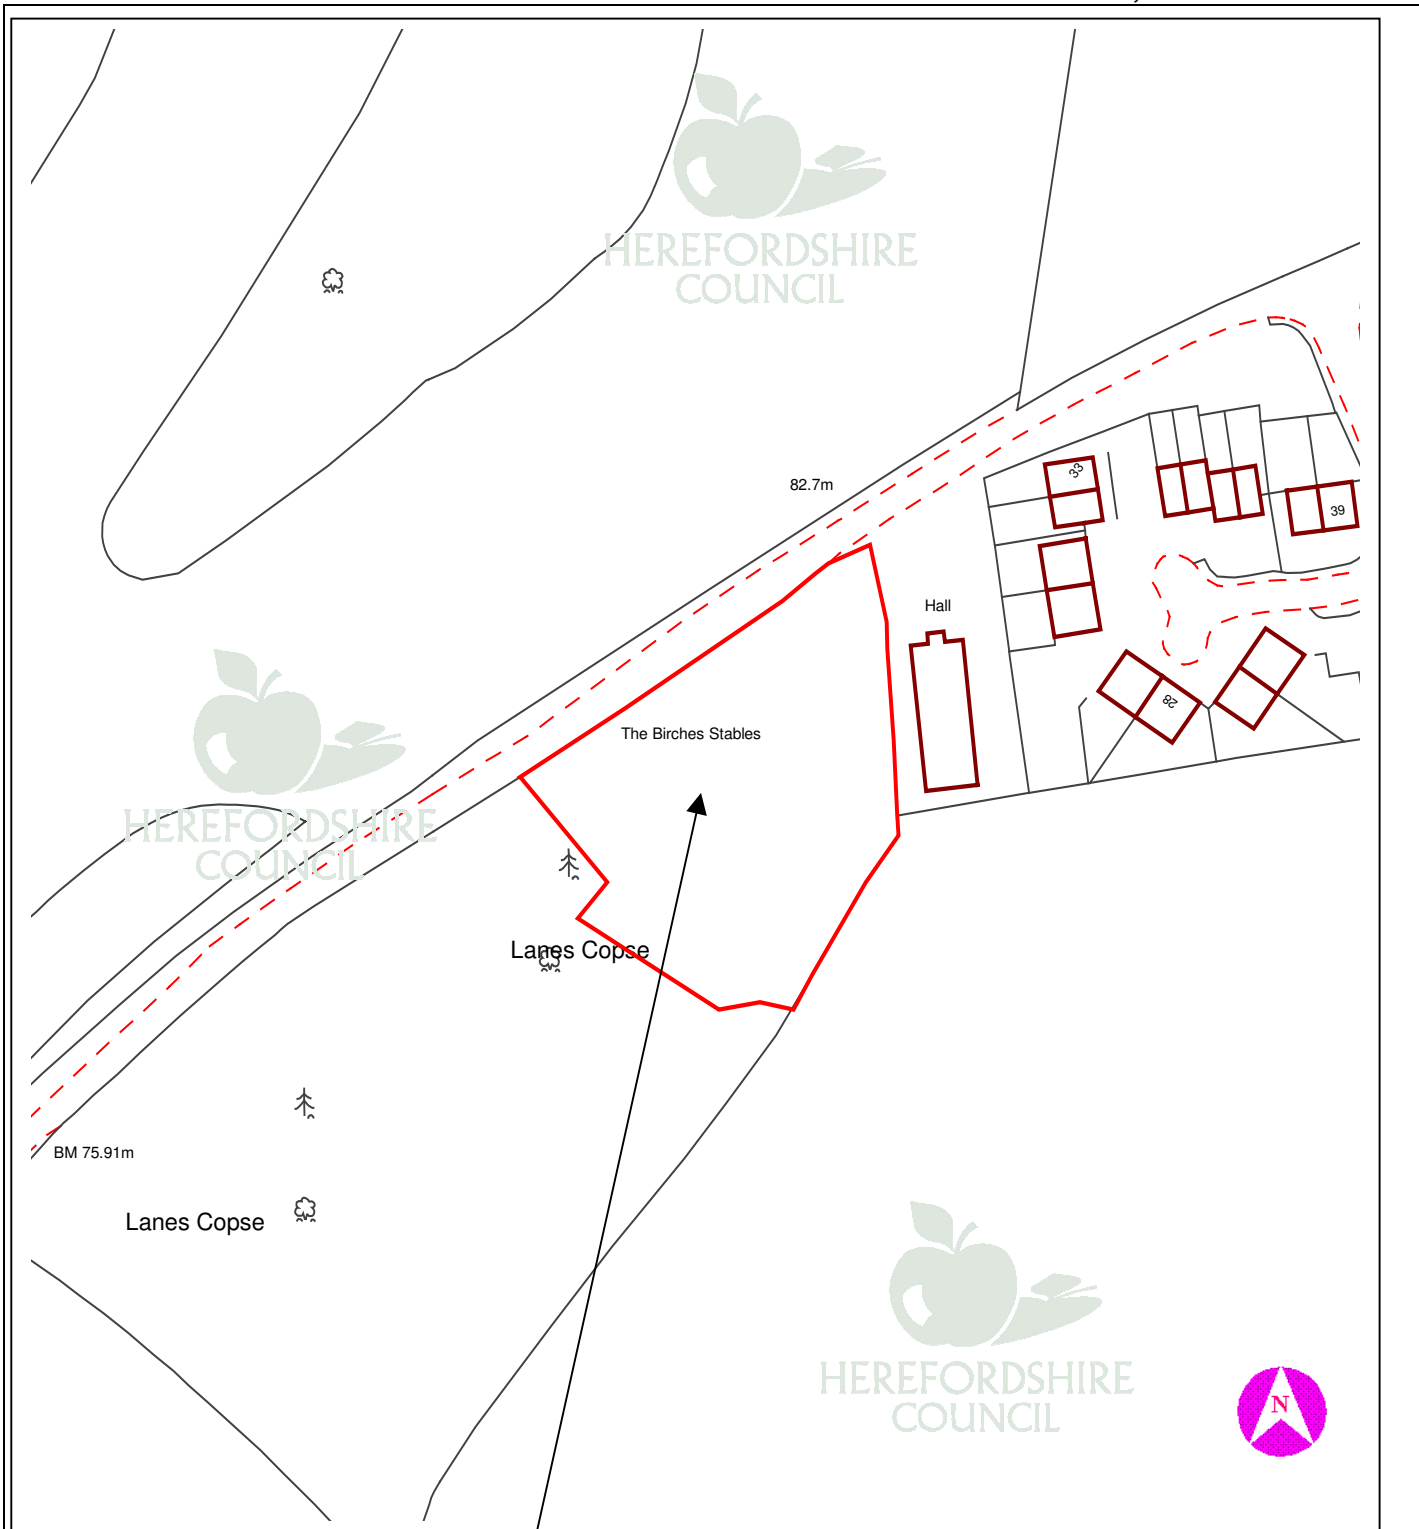 HEREFORDSHIRE
COUNCIL
33
82.7m
39
Hall
28
The Birches Stables
HEREFORDSHIRE
COUNCIL
Lanes Copse
BM 75.91m
Lanes Copse
HEREFORDSHIRE
COUNCIL
N